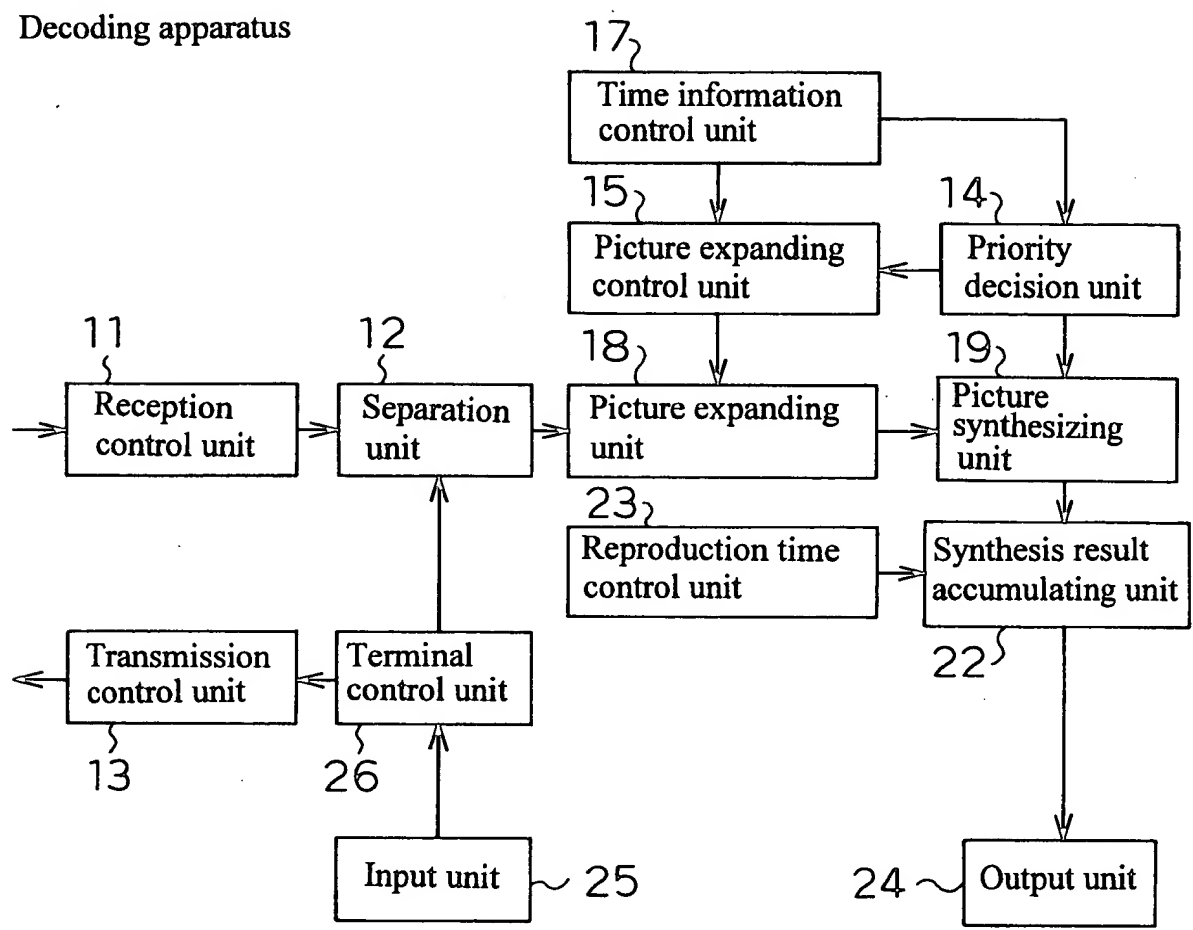 Decoding apparatus
17
Time information
control unit
15
Picture expanding
control unit
14
Priority
decision unit
11
Reception
control unit
12
Separation
unit
18
Picture expanding
unit
19
Picture
synthesizing
unit
23
Reproduction time
control unit
Synthesis result
accumulating unit
22
Transmission
control unit
13
Terminal
control unit
26
Input unit
25
24
Output unit